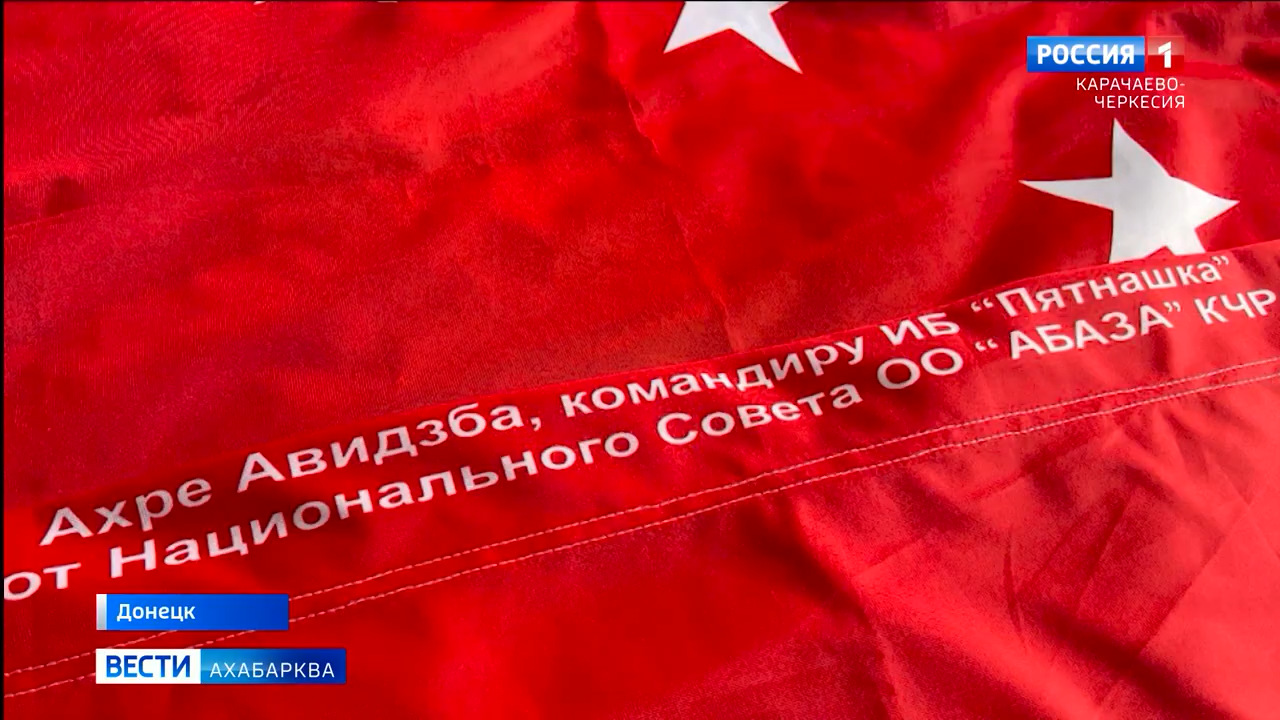 РОССИЯ 1
КАРАЧАЕВО-
ЧЕРКЕСИЯ
Ахре Авидзба, командиру ИБ “Пятнашка”
от Национального Совета ОО “ АБАЗА” КЧР
Донецк
ВЕСТИ АХАБАРКВА